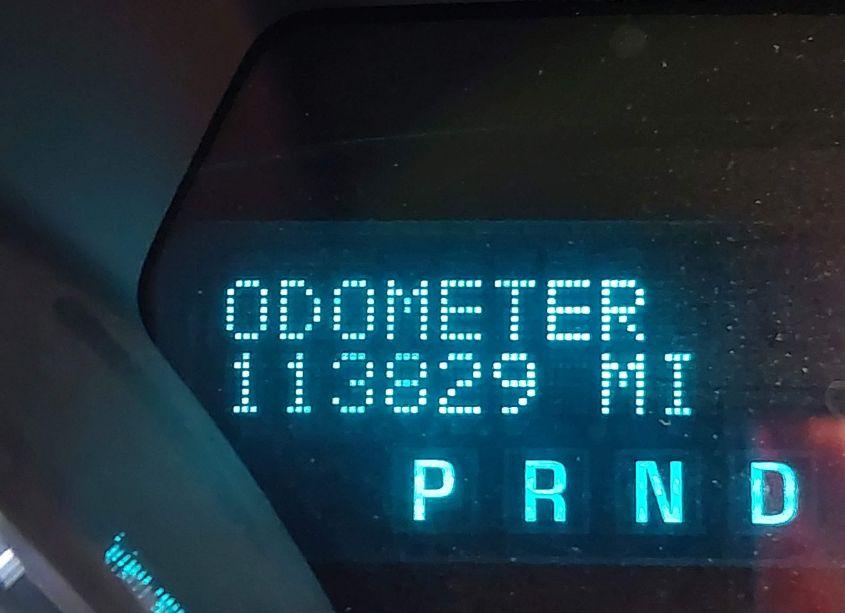 ODOMETER
113829 MI
P R N D